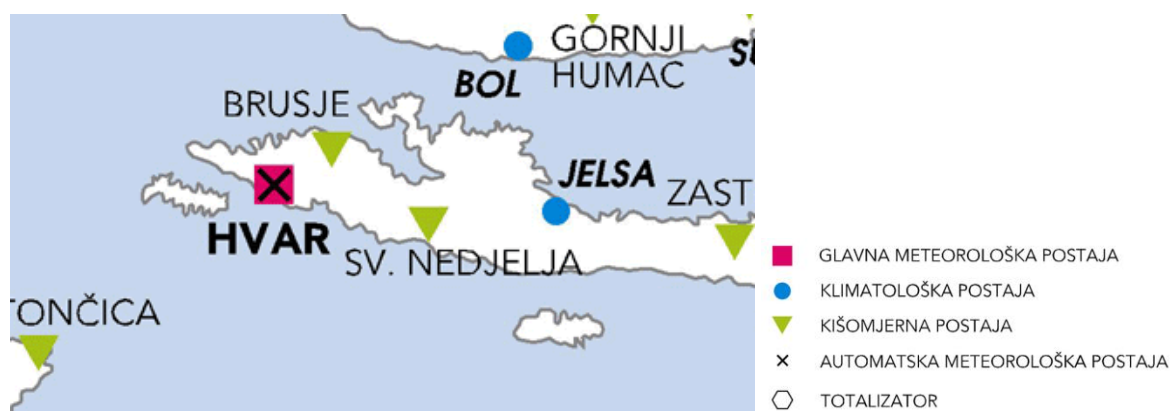 GORNJI
HUMAC
BOL
BRUSJE
JELSA
ZAST
HVAR
SV. NEDJELJA
TONČICA
GLAVNA METEOROLOŠKA POSTAJA
KLIMATOLOŠKA POSTAJA
KIŠOMJERNA POSTAJA
AUTOMATSKA METEOROLOŠKA POSTAJA
TOTALIZATOR